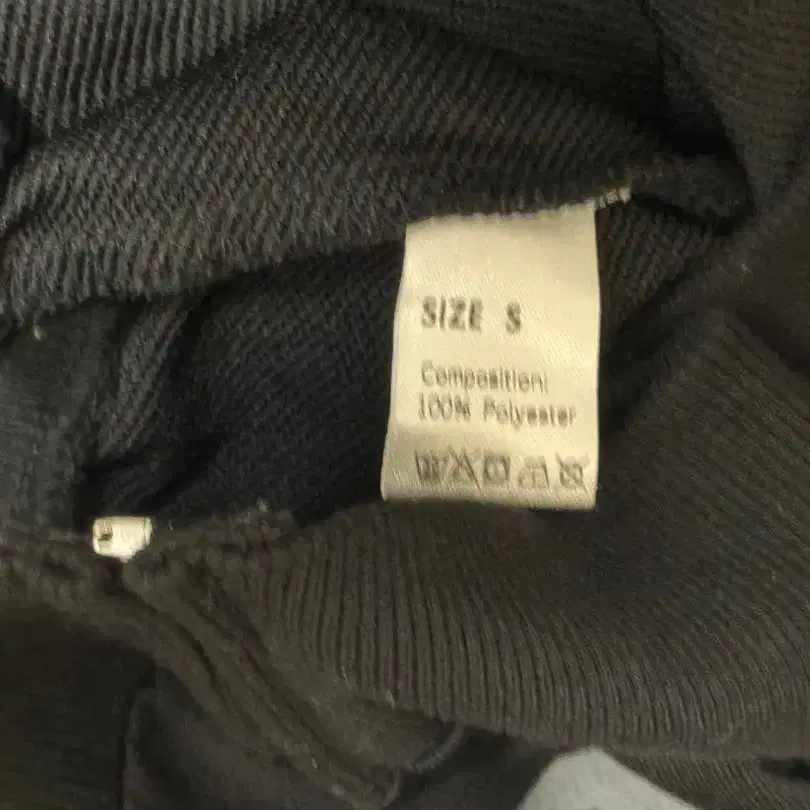 SIZE S
Composition:
100% Polyester